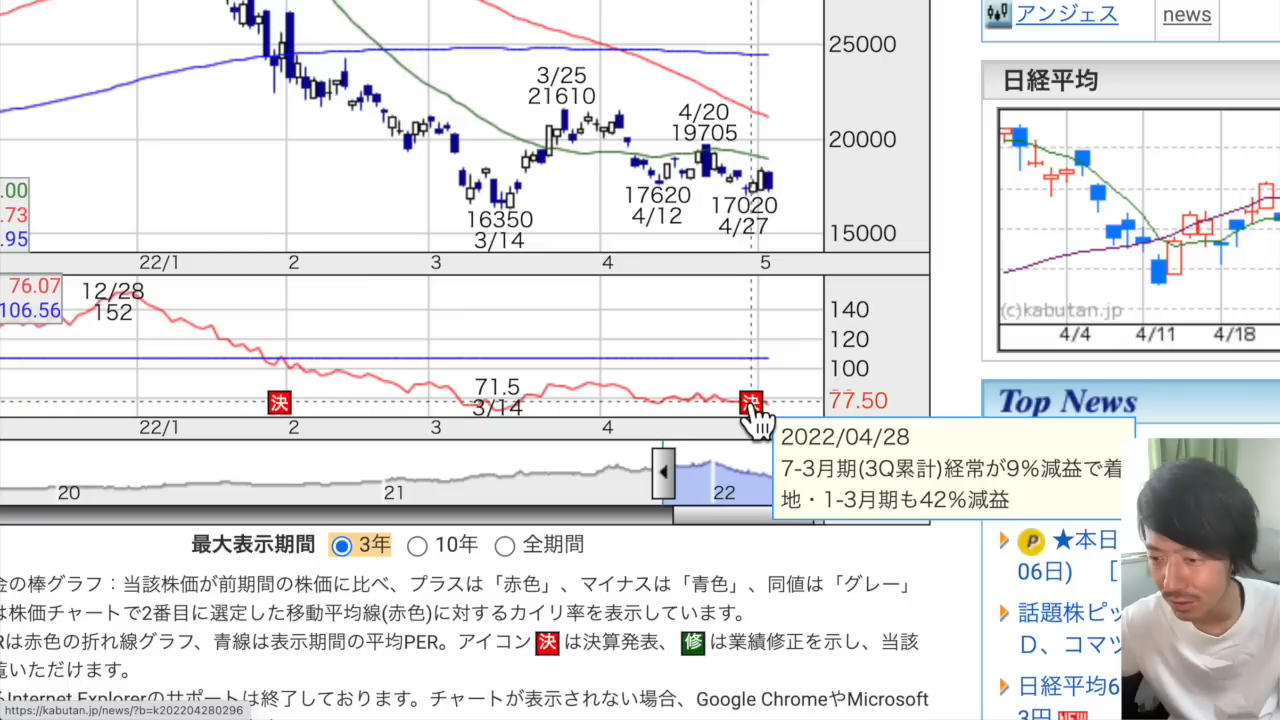 アンジェス
news
25000
日経平均
3/25
21610
4/20
19705
20000
.00
.73
.95
17620
4/12
17020
4/27
16350
3/14
15000
22/1
2
3
4
5
76.07
106.56
12/28
152
140
120
100
77.50
71.5
3/14
決
決
22/1
2
3
4
(c)kabutan.jp
4/4
4/11
4/18
Top News
2022/04/28
7-3月期(3Q累計)経常が9%減益で着
地・1-3月期も42%減益
20
21
22
最大表示期間
3年
10年
全期間
金の棒グラフ：当該株価が前期間の株価に比べ、プラスは「赤色」、マイナスは「青色」、同値は「グレー」
は株価チャートで2番目に選定した移動平均線(赤色)に対するカイリ率を表示しています。
Rは赤色の折れ線グラフ、青線は表示期間の平均PER。アイコン 決 は決算発表、修 は業績修正を示し、当該
覧いただけます。
Internet Explorerのサポートは終了しております。チャートが表示されない場合、Google ChromeやMicrosoft
https://kabutan.jp/news/?b=k202204280296
P ★本日
06日) [
話題株ピッ
D、コマツ
日経平均6
3円 NEW